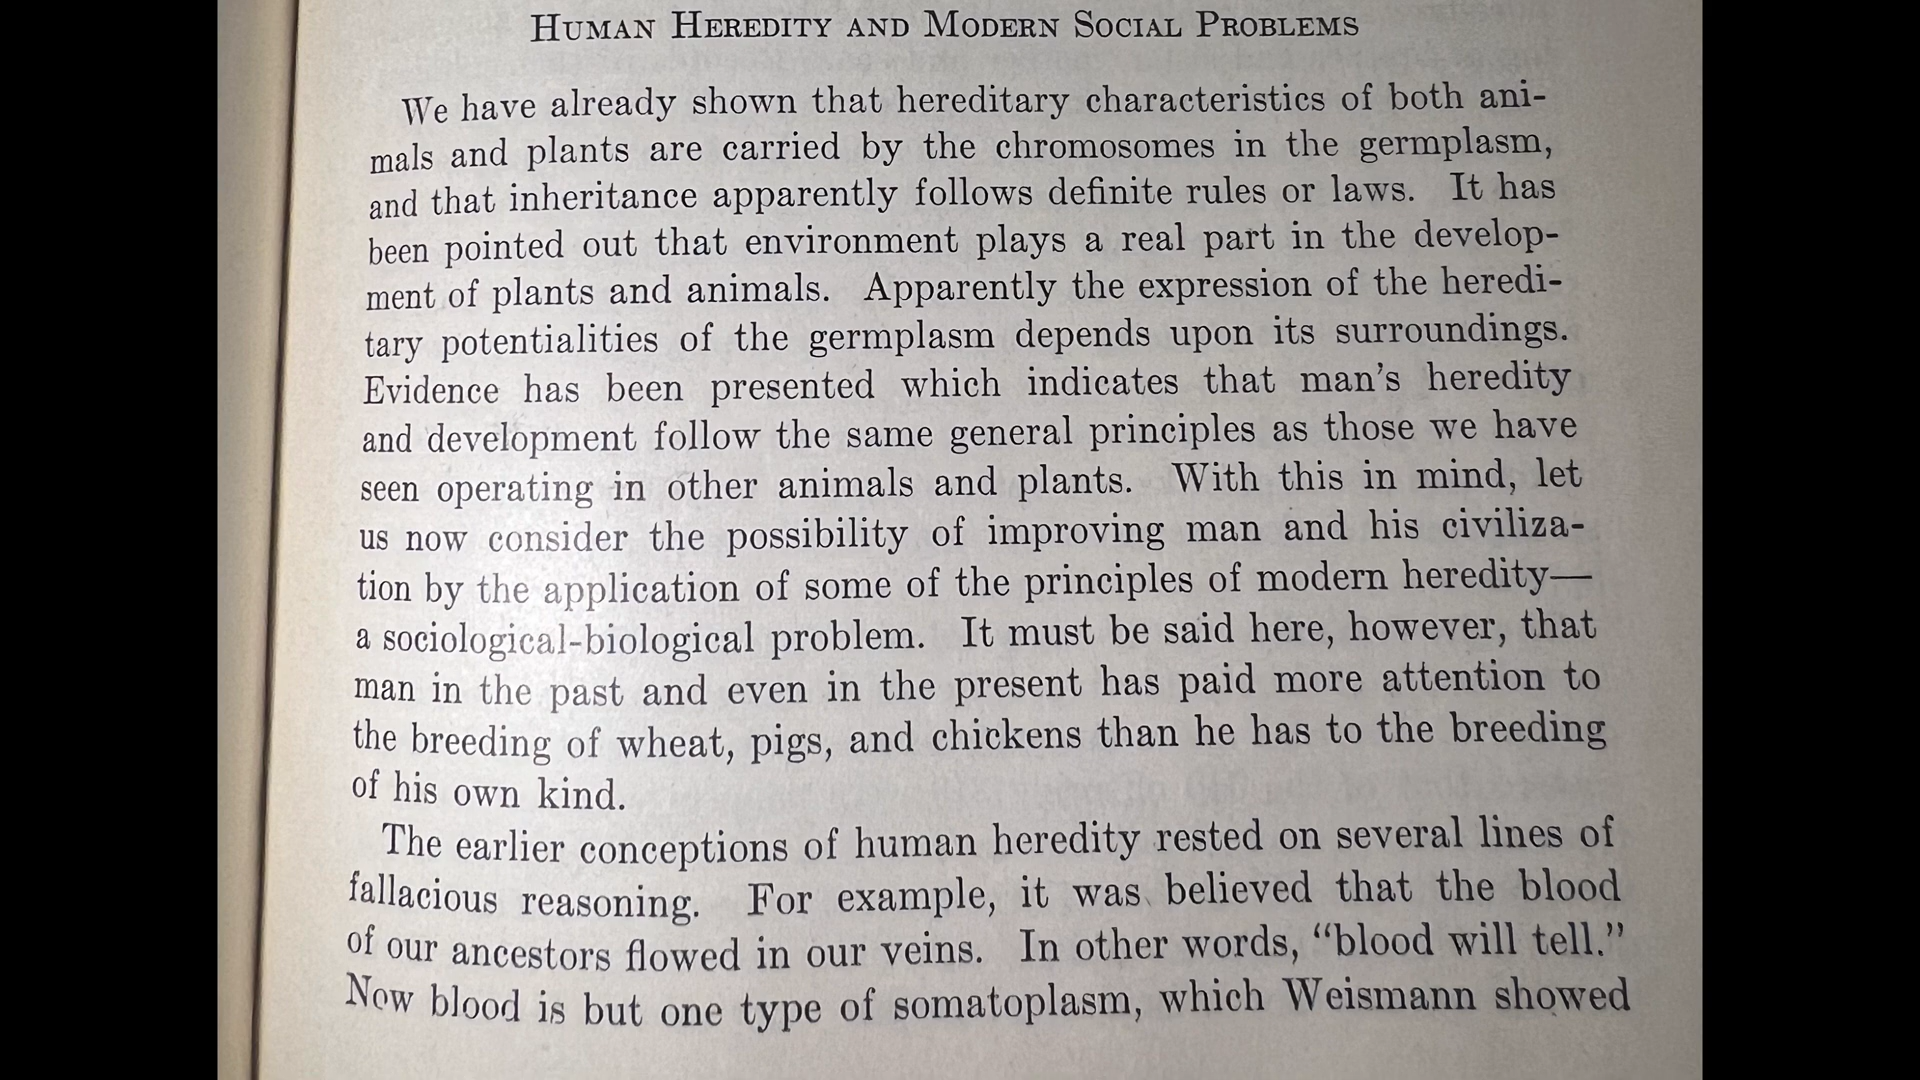 HUMAN HEREDITY AND MODERN SOCIAL PROBLEMS
We have already shown that hereditary characteristics of both ani-
mals and plants are carried by the chromosomes in the germplasm,
and that inheritance apparently follows definite rules or laws. It has
been pointed out that environment plays a real part in the develop-
ment of plants and animals. Apparently the expression of the heredi-
tary potentialities of the germplasm depends upon its surroundings.
Evidence has been presented which indicates that man's heredity
and development follow the same general principles as those we have
seen operating in other animals and plants. With this in mind, let
us now consider the possibility of improving man and his civiliza-
tion by the application of some of the principles of modern heredity—
a sociological-biological problem. It must be said here, however, that
man in the past and even in the present has paid more attention to
the breeding of wheat, pigs, and chickens than he has to the breeding
of his own kind.
The earlier conceptions of human heredity rested on several lines of
fallacious reasoning. For example, it was believed that the blood
of our ancestors flowed in our veins. In other words, “blood will tell.”
Now blood is but one type of somatoplasm, which Weismann showed